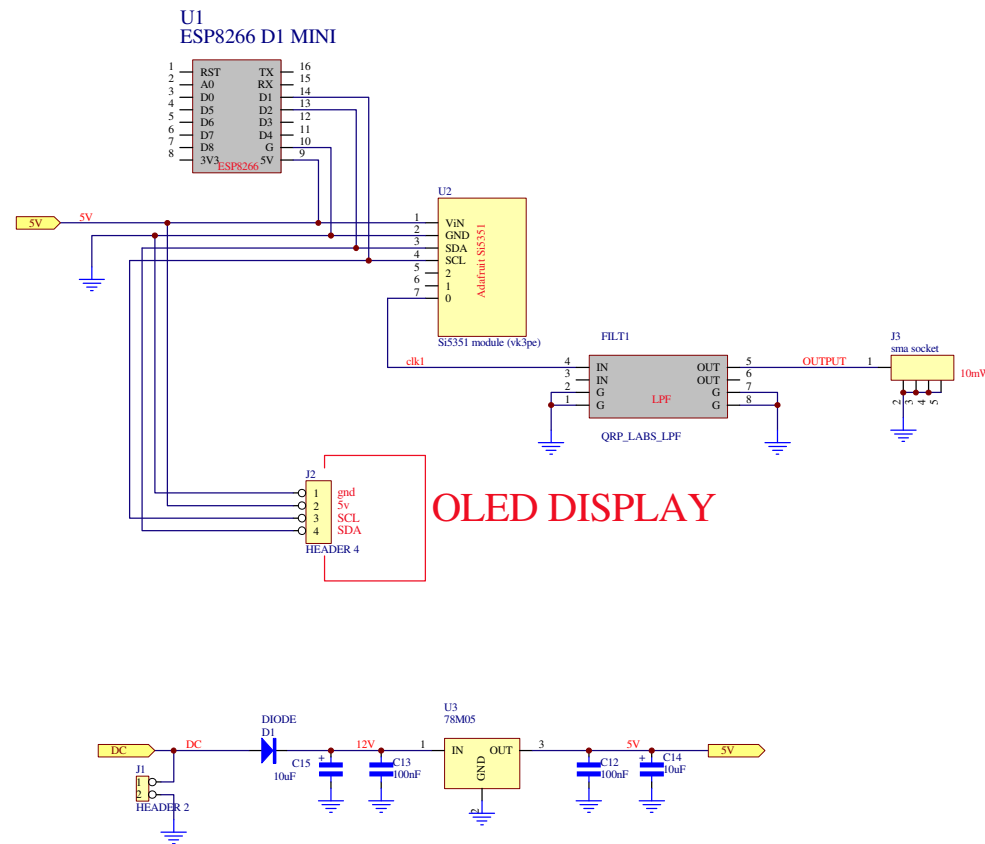 U1
ESP8266 D1 MINI
1 RST TX 16
2 A0 RX 15
3 D0 D1 14
4 D5 D2 13
5 D6 D3 12
6 D7 D4 11
7 D8 G 10
8 3V3 5V 9
ESP8266
U2
5V 5V
1 ViN
2 GND
3 SDA
4 SCL
5 2
6 1
7 0
Adafruit Si5351
Si5351 module (vk3pe)
FILT1
J3
sma socket
clk1
4 IN OUT 5
3 IN OUT 6
2 G G 7
1 G G 8
LPF
QRP_LABS_LPF
OUTPUT 1
10mW
2 3 4 5
J2
1 gnd
2 5v
3 SCL
4 SDA
HEADER 4
OLED DISPLAY
U3
78M05
DIODE
D1
DC DC
12V
1 IN OUT 3
GND
2
5V 5V
J1
1
2
HEADER 2
C15
10uF
+
C13
100nF
C12
100nF
+
C14
10uF